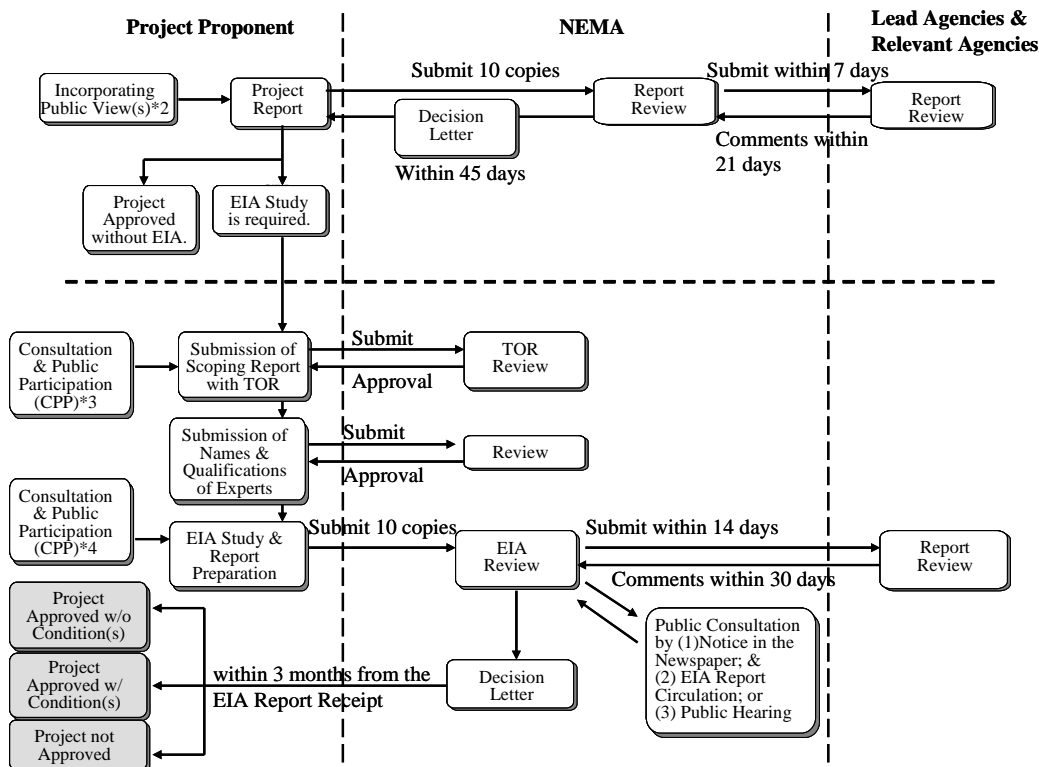 Project Proponent
NEMA
Lead Agencies &
Relevant Agencies
Incorporating
Public View(s)*2
Project
Report
Submit 10 copies
Decision
Letter
Within 45 days
Report
Review
Submit within 7 days
Comments within
21 days
Report
Review
Project
Approved
without EIA.
EIA Study
is required.
Consultation
& Public
Participation
(CPP)*3
Submission of
Scoping Report
with TOR
Submit
Approval
TOR
Review
Submission of
Names &
Qualifications
of Experts
Submit
Approval
Review
Consultation
& Public
Participation
(CPP)*4
EIA Study &
Report
Preparation
Submit 10 copies
EIA
Review
Submit within 14 days
Comments within 30 days
Report
Review
Public Consultation
by (1)Notice in the
Newspaper; &
(2) EIA Report
Circulation; or
(3) Public Hearing
Decision
Letter
within 3 months from the
EIA Report Receipt
Project
Approved w/o
Condition(s)
Project
Approved w/
Condition(s)
Project not
Approved